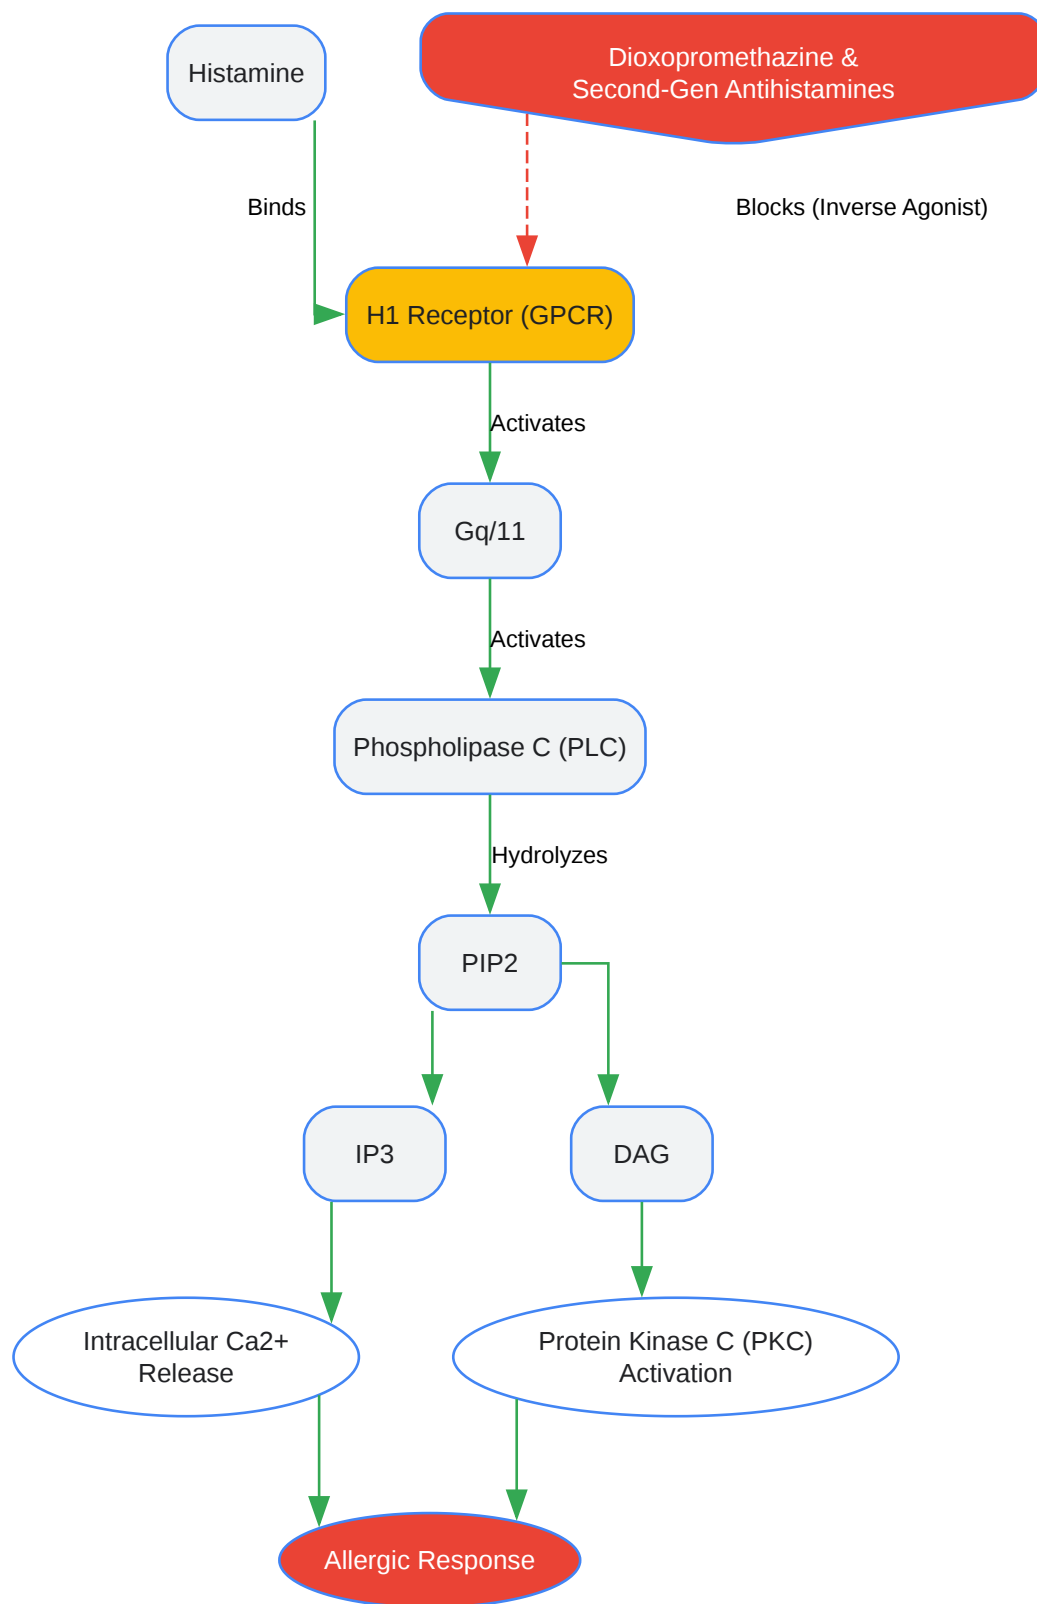 Histamine
Dioxopromethazine &
Second-Gen Antihistamines
Binds
Blocks (Inverse Agonist)
H1 Receptor (GPCR)
Activates
Gq/11
Activates
Phospholipase C (PLC)
Hydrolyzes
PIP2
IP3
DAG
Intracellular Ca2+
Release
Protein Kinase C (PKC)
Activation
Allergic Response